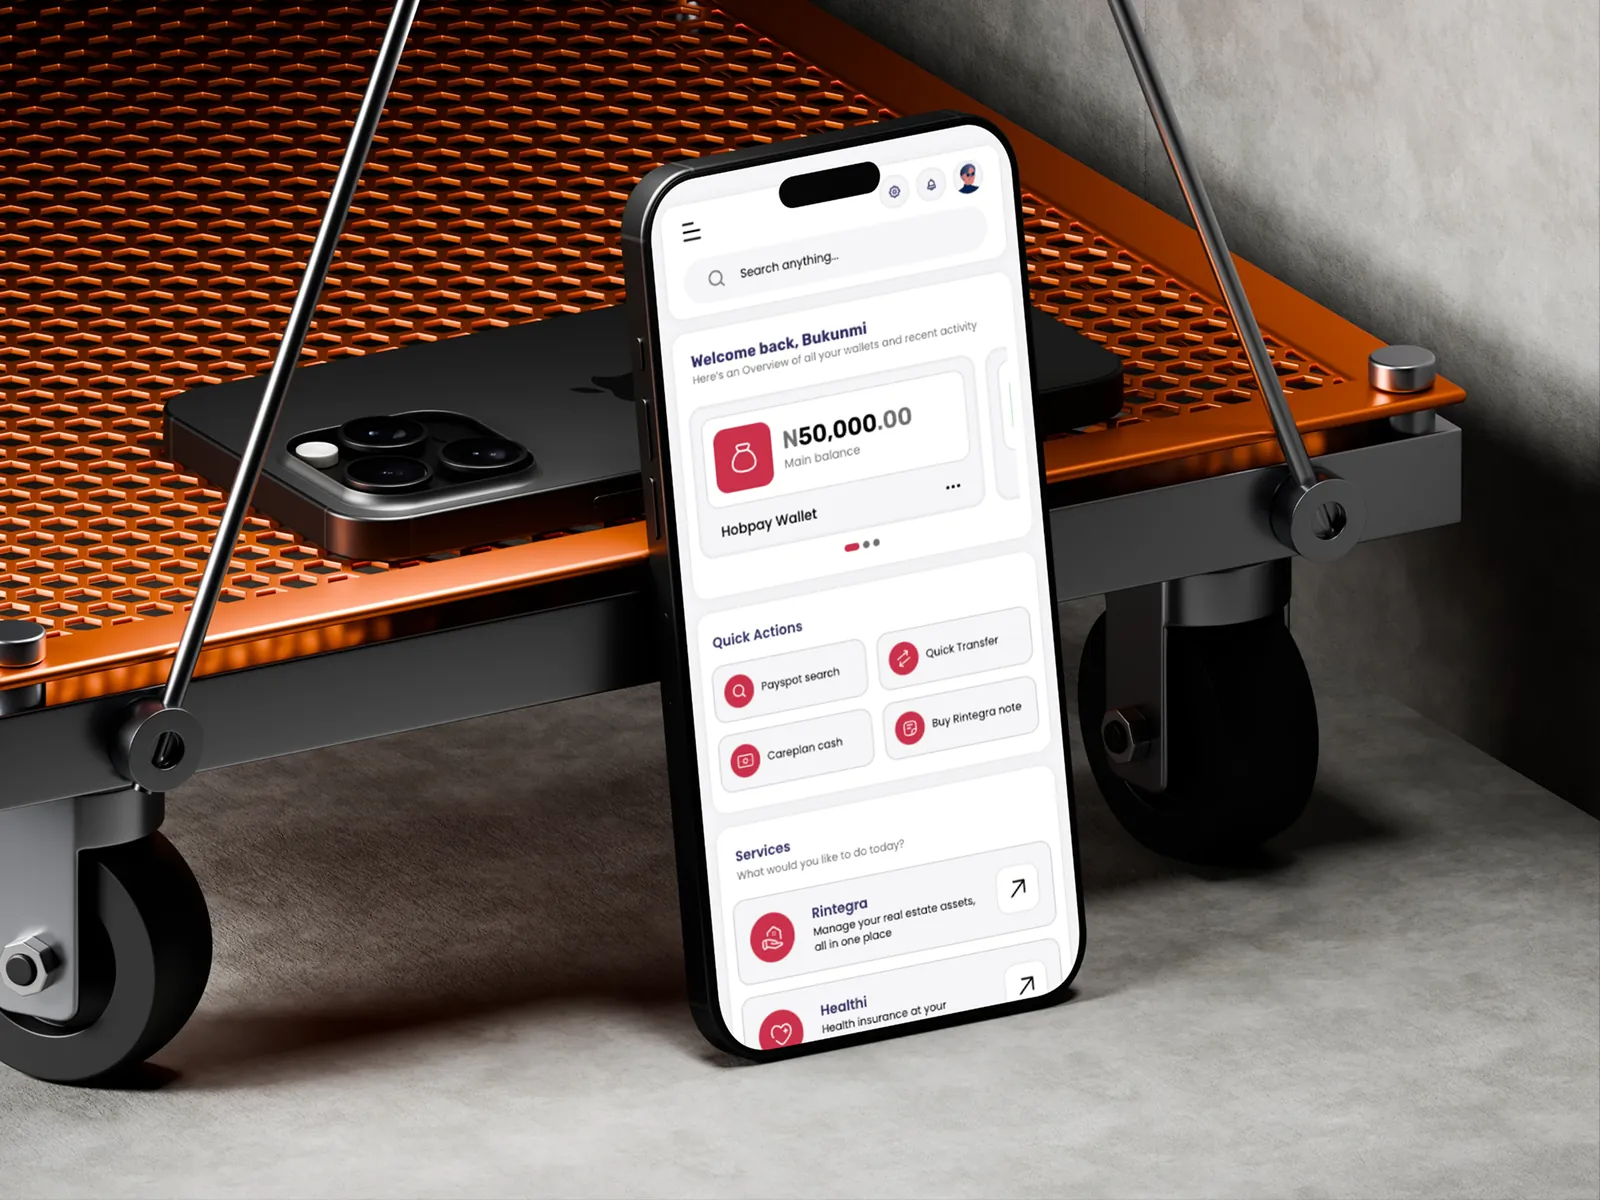 Search anything...
Welcome back, Bukunmi
Here's an Overview of all your wallets and recent activity
N50,000.00
Main balance
Hobpay Wallet
Quick Actions
Payspot search
Quick Transfer
Careplan cash
Buy Rintegra note
Services
What would you like to do today?
Rintegra
Manage your real estate assets,
all in one place
Healthi
Health insurance at your